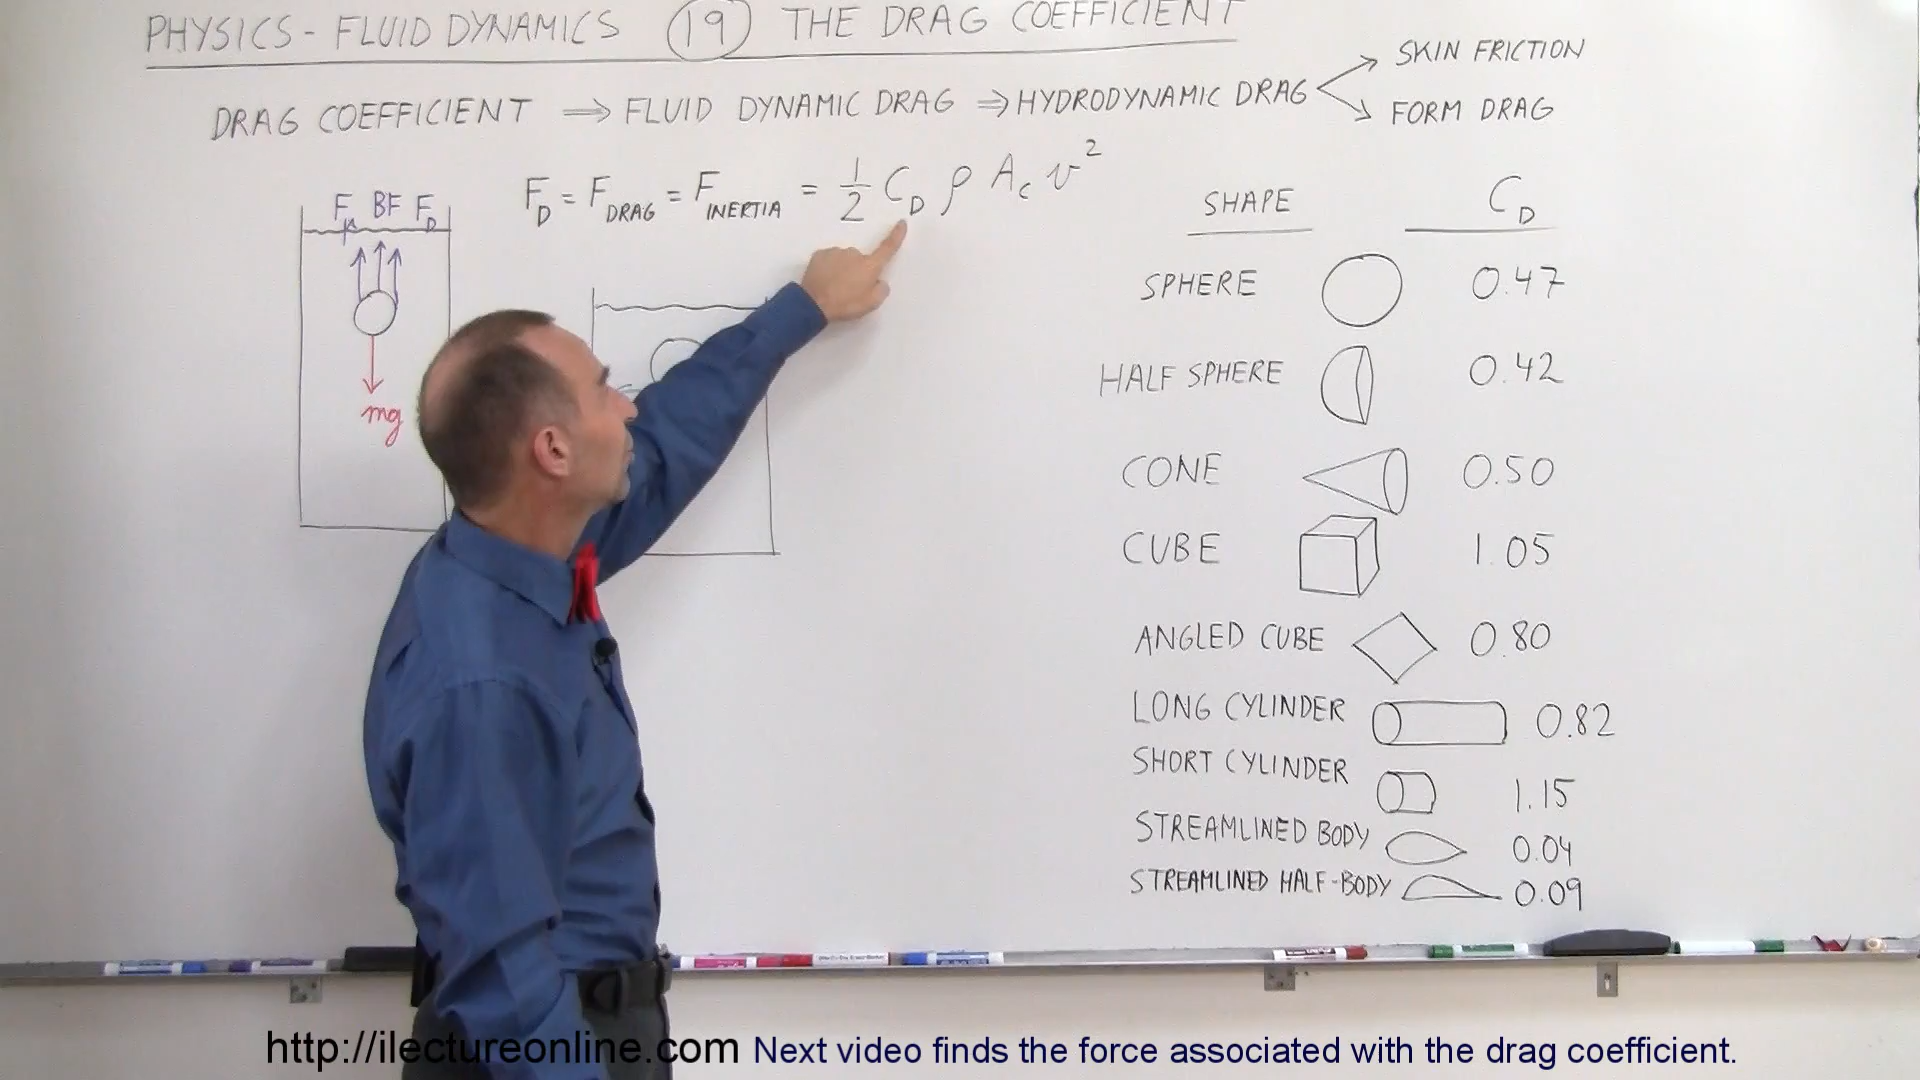 PHYSICS - FLUID DYNAMICS 19 THE DRAG COEFFICIENT
DRAG COEFFICIENT ⇒ FLUID DYNAMIC DRAG ⇒ HYDRODYNAMIC DRAG
SKIN FRICTION
FORM DRAG
F_D = F_DRAG = F_INERTIA = 1/2 C_D ρ A_c v²
F_μ BF F_D
mg
SHAPE C_D
SPHERE 0.47
HALF SPHERE 0.42
CONE 0.50
CUBE 1.05
ANGLED CUBE 0.80
LONG CYLINDER 0.82
SHORT CYLINDER 1.15
STREAMLINED BODY 0.04
STREAMLINED HALF-BODY 0.09
http://ilectureonline.com Next video finds the force associated with the drag coefficient.